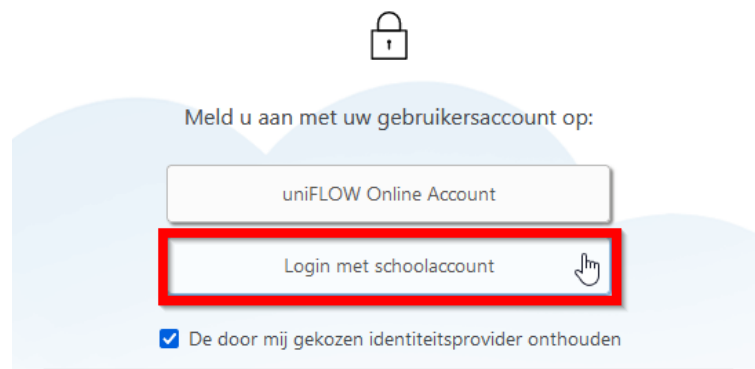 Meld u aan met uw gebruikersaccount op:
uniFLOW Online Account
Login met schoolaccount
De door mij gekozen identiteitsprovider onthouden